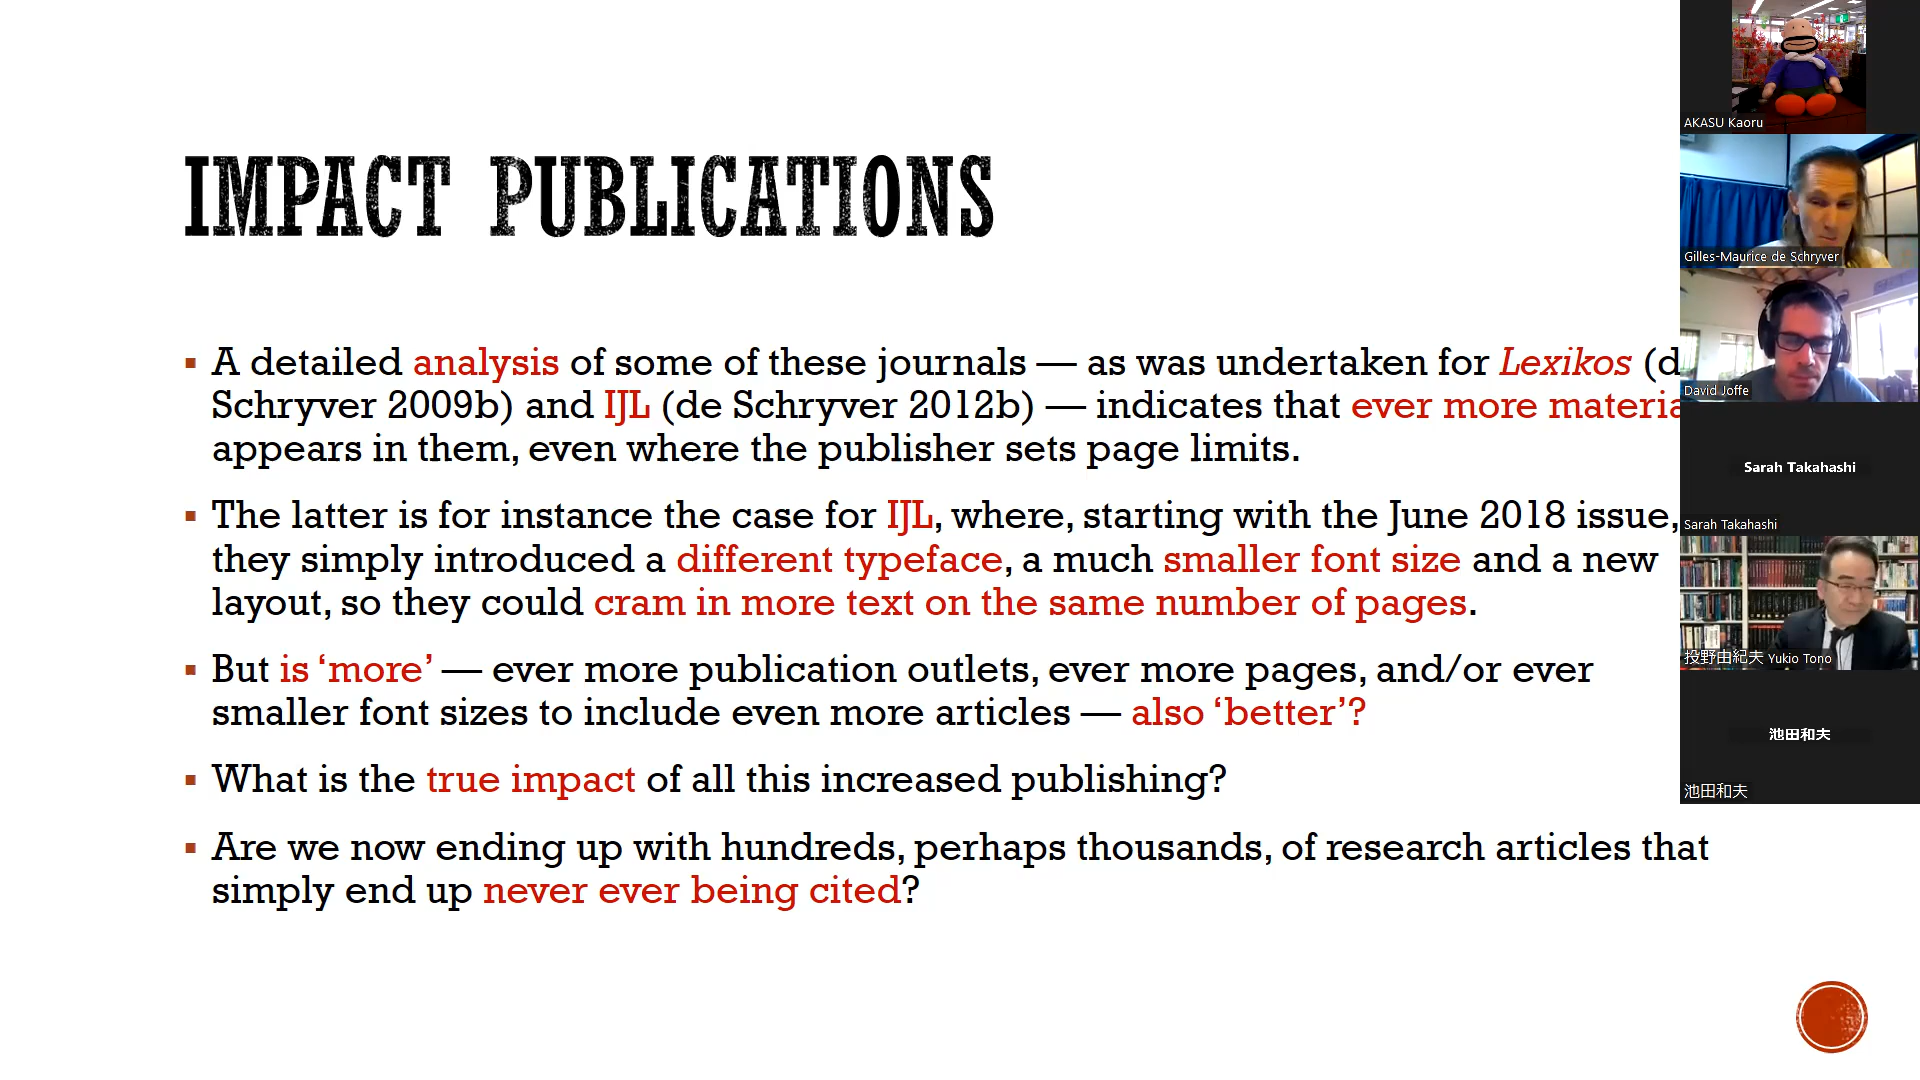 IMPACT PUBLICATIONS
▪ A detailed analysis of some of these journals — as was undertaken for Lexikos (d
Schryver 2009b) and IJL (de Schryver 2012b) — indicates that ever more materia
appears in them, even where the publisher sets page limits.
▪ The latter is for instance the case for IJL, where, starting with the June 2018 issue,
they simply introduced a different typeface, a much smaller font size and a new
layout, so they could cram in more text on the same number of pages.
▪ But is ‘more’ — ever more publication outlets, ever more pages, and/or ever
smaller font sizes to include even more articles — also ‘better’?
▪ What is the true impact of all this increased publishing?
▪ Are we now ending up with hundreds, perhaps thousands, of research articles that
simply end up never ever being cited?
AKASU Kaoru
Gilles-Maurice de Schryver
David Joffe
Sarah Takahashi
Sarah Takahashi
投野由紀夫 Yukio Tono
池田和夫
池田和夫